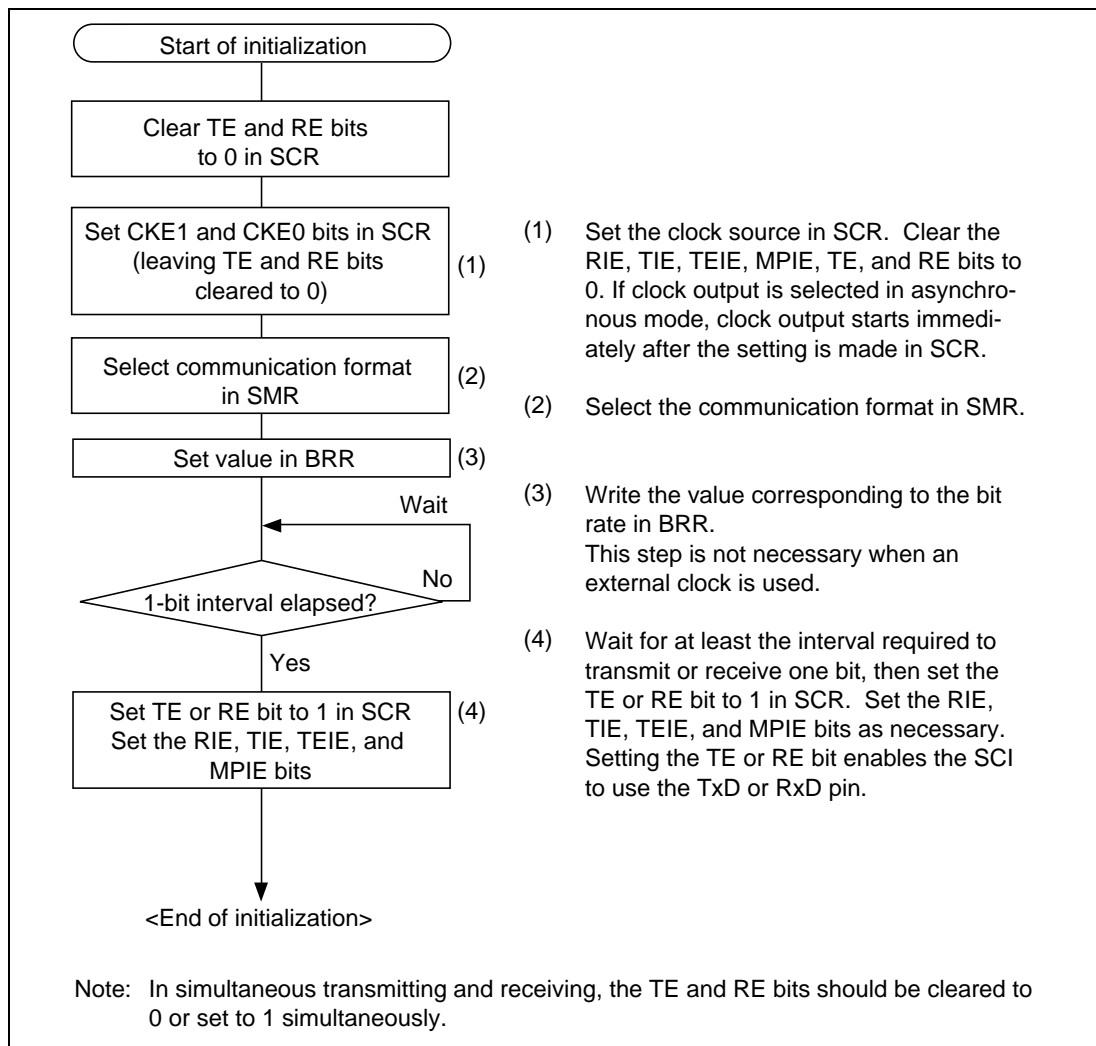 Start of initialization
Clear TE and RE bits
to 0 in SCR
Set CKE1 and CKE0 bits in SCR
(leaving TE and RE bits
cleared to 0)
(1)
Select communication format
in SMR
(2)
Set value in BRR
(3)
Wait
No
1-bit interval elapsed?
Yes
Set TE or RE bit to 1 in SCR
Set the RIE, TIE, TEIE, and
MPIE bits
(4)
<End of initialization>
(1) Set the clock source in SCR. Clear the
RIE, TIE, TEIE, MPIE, TE, and RE bits to
0. If clock output is selected in asynchro-
nous mode, clock output starts immedi-
ately after the setting is made in SCR.
(2) Select the communication format in SMR.
(3) Write the value corresponding to the bit
rate in BRR.
This step is not necessary when an
external clock is used.
(4) Wait for at least the interval required to
transmit or receive one bit, then set the
TE or RE bit to 1 in SCR. Set the RIE,
TIE, TEIE, and MPIE bits as necessary.
Setting the TE or RE bit enables the SCI
to use the TxD or RxD pin.
Note: In simultaneous transmitting and receiving, the TE and RE bits should be cleared to
0 or set to 1 simultaneously.